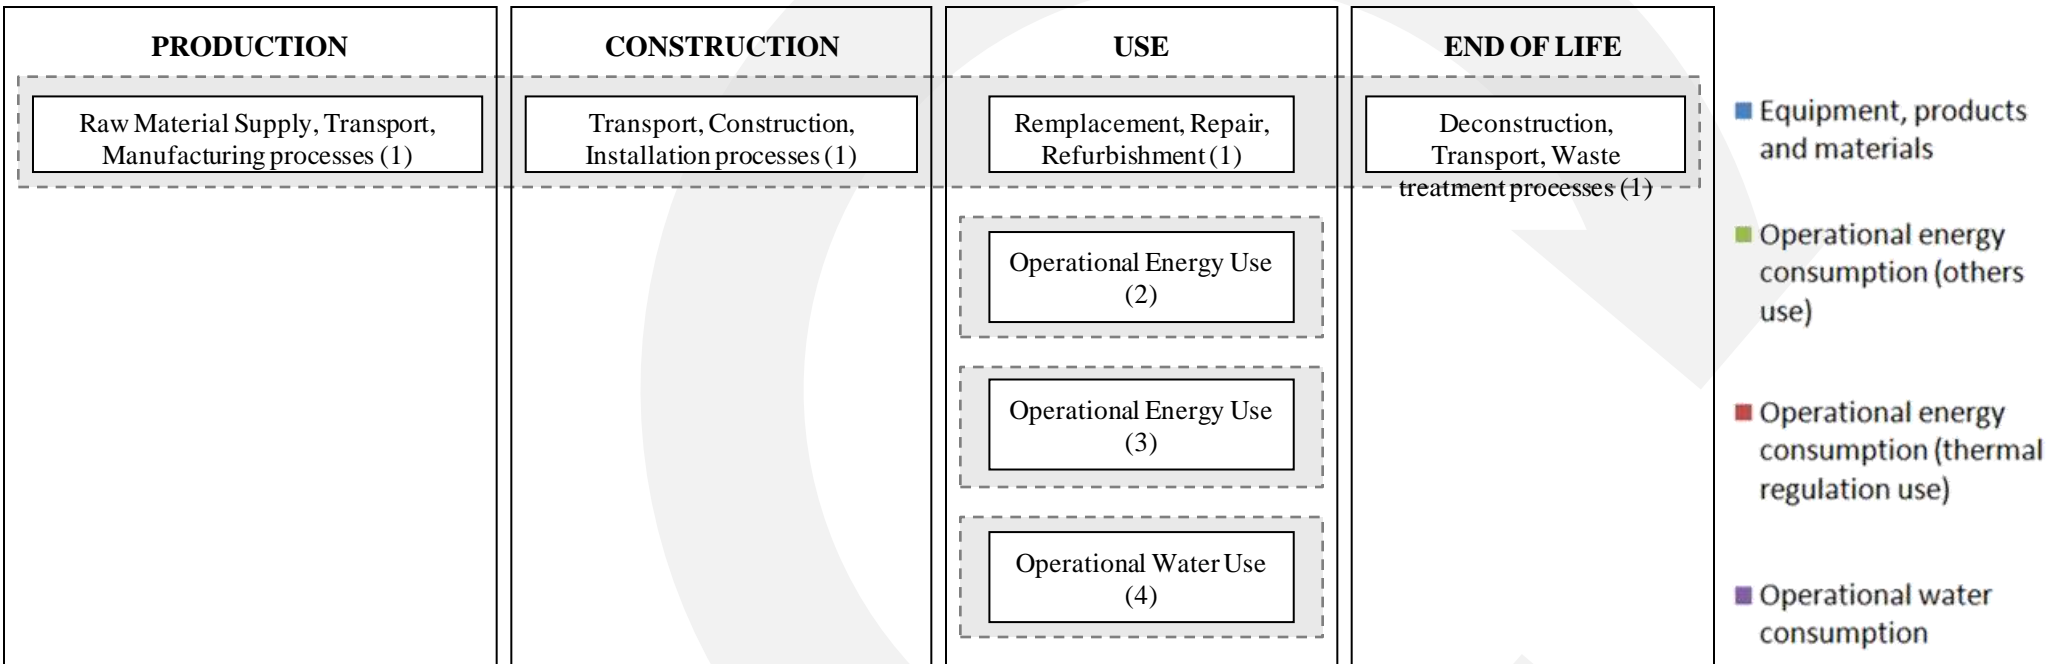 PRODUCTION
Raw Material Supply, Transport,
Manufacturing processes (1)
CONSTRUCTION
Transport, Construction,
Installation processes (1)
USE
Remplacement, Repair,
Refurbishment (1)
Operational Energy Use
(2)
Operational Energy Use
(3)
Operational Water Use
(4)
END OF LIFE
Deconstruction,
Transport, Waste
treatment processes (1)
Equipment, products
and materials
Operational energy
consumption (others
use)
Operational energy
consumption (thermal
regulation use)
Operational water
consumption